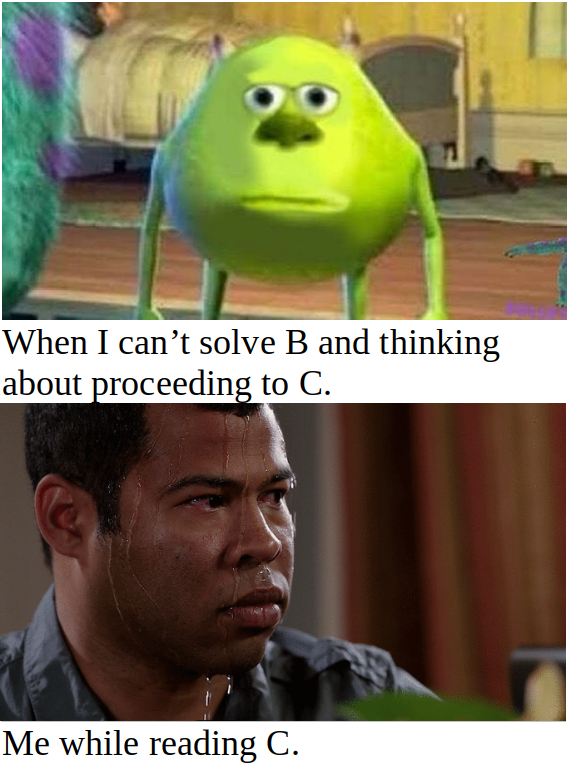 When I can’t solve B and thinking
about proceeding to C.
Me while reading C.